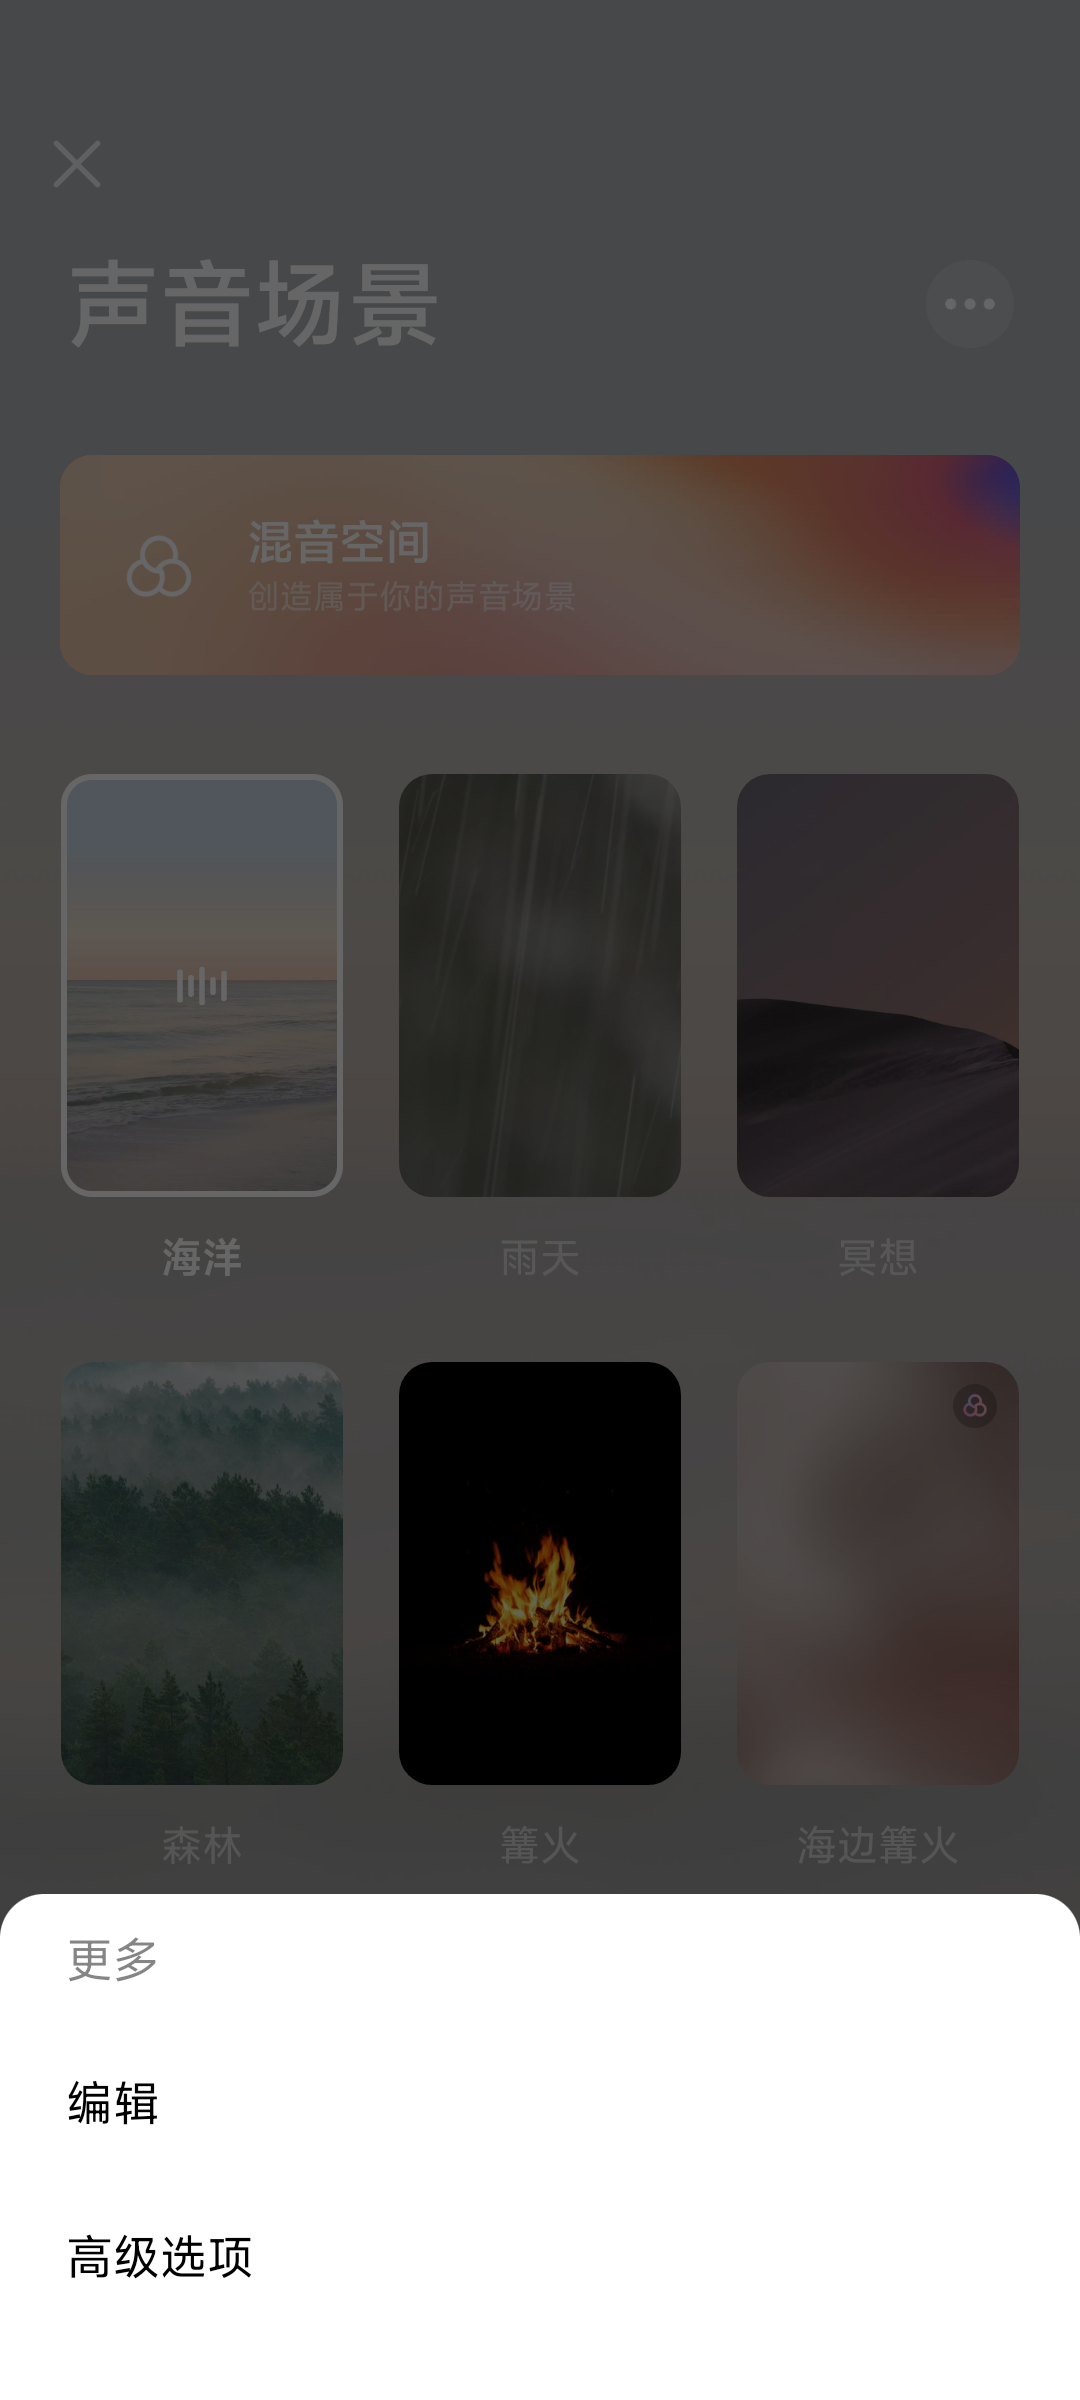 声音场景
混音空间
创造属于你的声音场景
海洋
雨天
冥想
森林
篝火
海边篝火
更多
编辑
高级选项